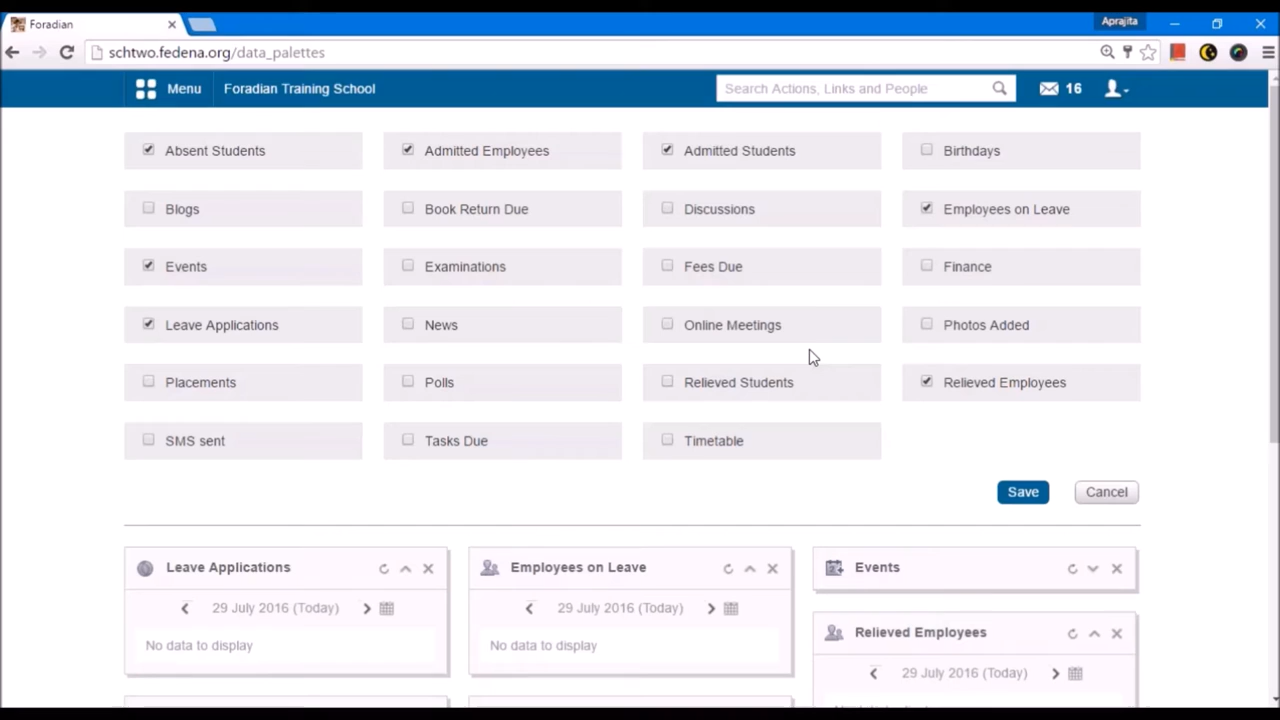 Foradian
Aprajita
schtwo.fedena.org/data_palettes
Menu Foradian Training School Search Actions, Links and People 16
Absent Students Admitted Employees Admitted Students Birthdays
Blogs Book Return Due Discussions Employees on Leave
Events Examinations Fees Due Finance
Leave Applications News Online Meetings Photos Added
Placements Polls Relieved Students Relieved Employees
SMS sent Tasks Due Timetable
Save Cancel
Leave Applications Employees on Leave Events
29 July 2016 (Today) 29 July 2016 (Today)
Relieved Employees
No data to display No data to display
29 July 2016 (Today)